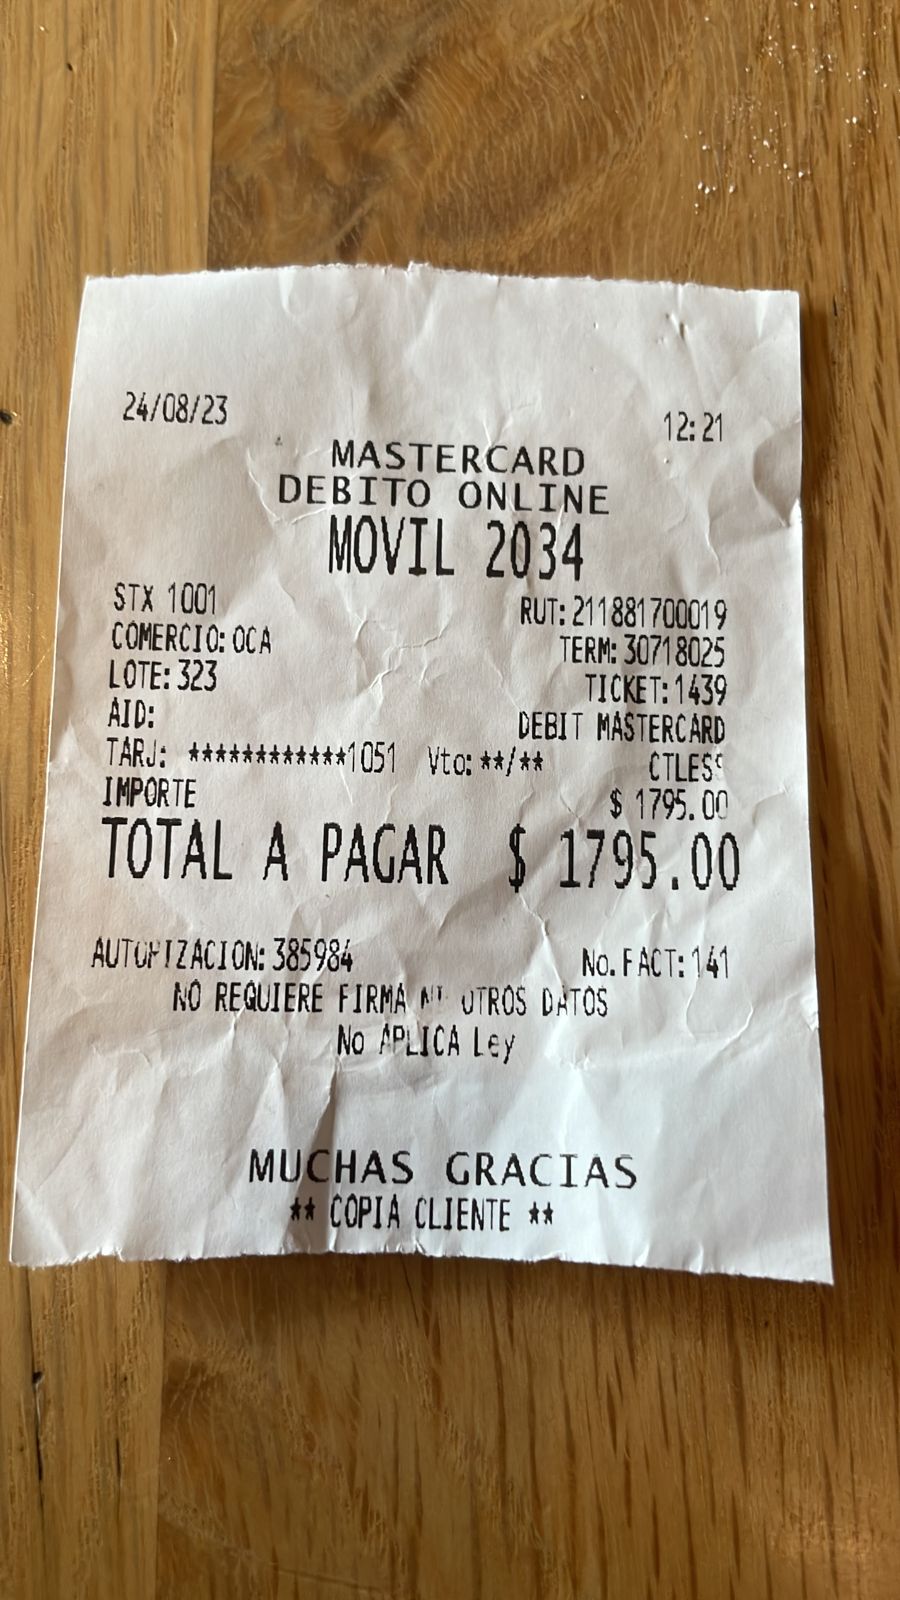 24/08/23 12:21
MASTERCARD
DEBITO ONLINE
MOVIL 2034
STX 1001 RUT: 211881700019
COMERCIO: OCA TERM: 30718025
LOTE: 323 TICKET: 1439
AID: DEBIT MASTERCARD
TARJ: ************1051 Vto: **/** CTLESS
IMPORTE $ 1795.00
TOTAL A PAGAR $ 1795.00
AUTORIZACION: 385984 No. FACT: 141
NO REQUIERE FIRMA NI OTROS DATOS
No APLICA Ley
MUCHAS GRACIAS
** COPIA CLIENTE **